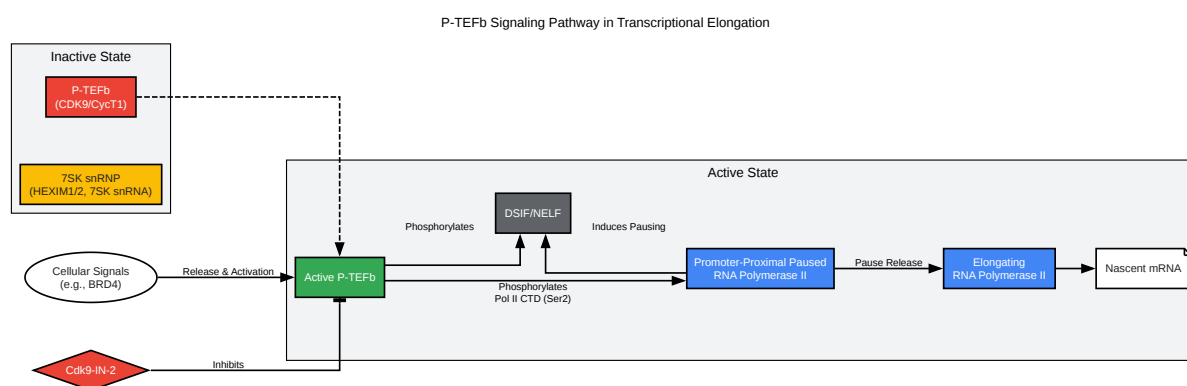 P-TEFb Signaling Pathway in Transcriptional Elongation
Inactive State
P-TEFb
(CDK9/CycT1)
7SK snRNP
(HEXIM1/2, 7SK snRNA)
Active State
DSIF/NELF
Phosphorylates
Induces Pausing
Cellular Signals
(e.g., BRD4)
Release & Activation
Active P-TEFb
Phosphorylates
Pol II CTD (Ser2)
Promoter-Proximal Paused
RNA Polymerase II
Pause Release
Elongating
RNA Polymerase II
Nascent mRNA
Cdk9-IN-2
Inhibits